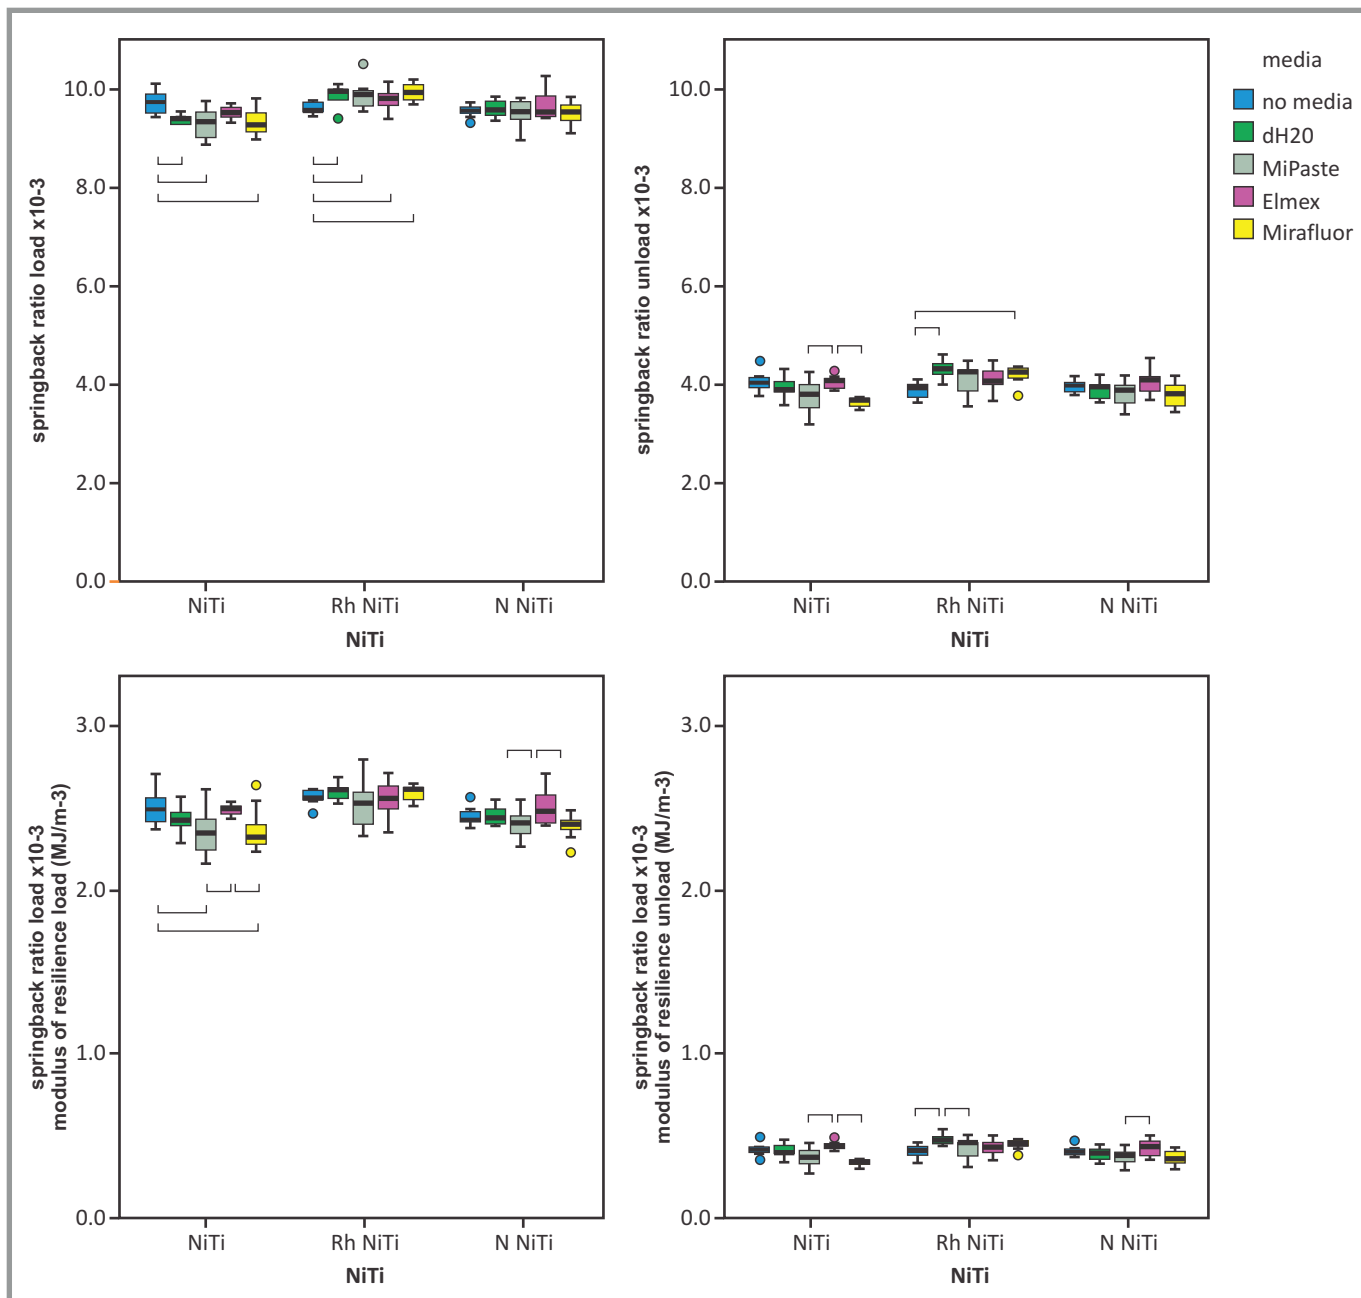 springback ratio load x10-3
10.0
8.0
6.0
4.0
2.0
0.0
NiTi
Rh NiTi
N NiTi
NiTi
springback ratio unload x10-3
10.0
8.0
6.0
4.0
2.0
0.0
NiTi
Rh NiTi
N NiTi
NiTi
media
no media
dH20
MiPaste
Elmex
Mirafluor
springback ratio load x10-3
modulus of resilience load (MJ/m-3)
3.0
2.0
1.0
0.0
NiTi
Rh NiTi
N NiTi
NiTi
springback ratio load x10-3
modulus of resilience unload (MJ/m-3)
3.0
2.0
1.0
0.0
NiTi
Rh NiTi
N NiTi
NiTi